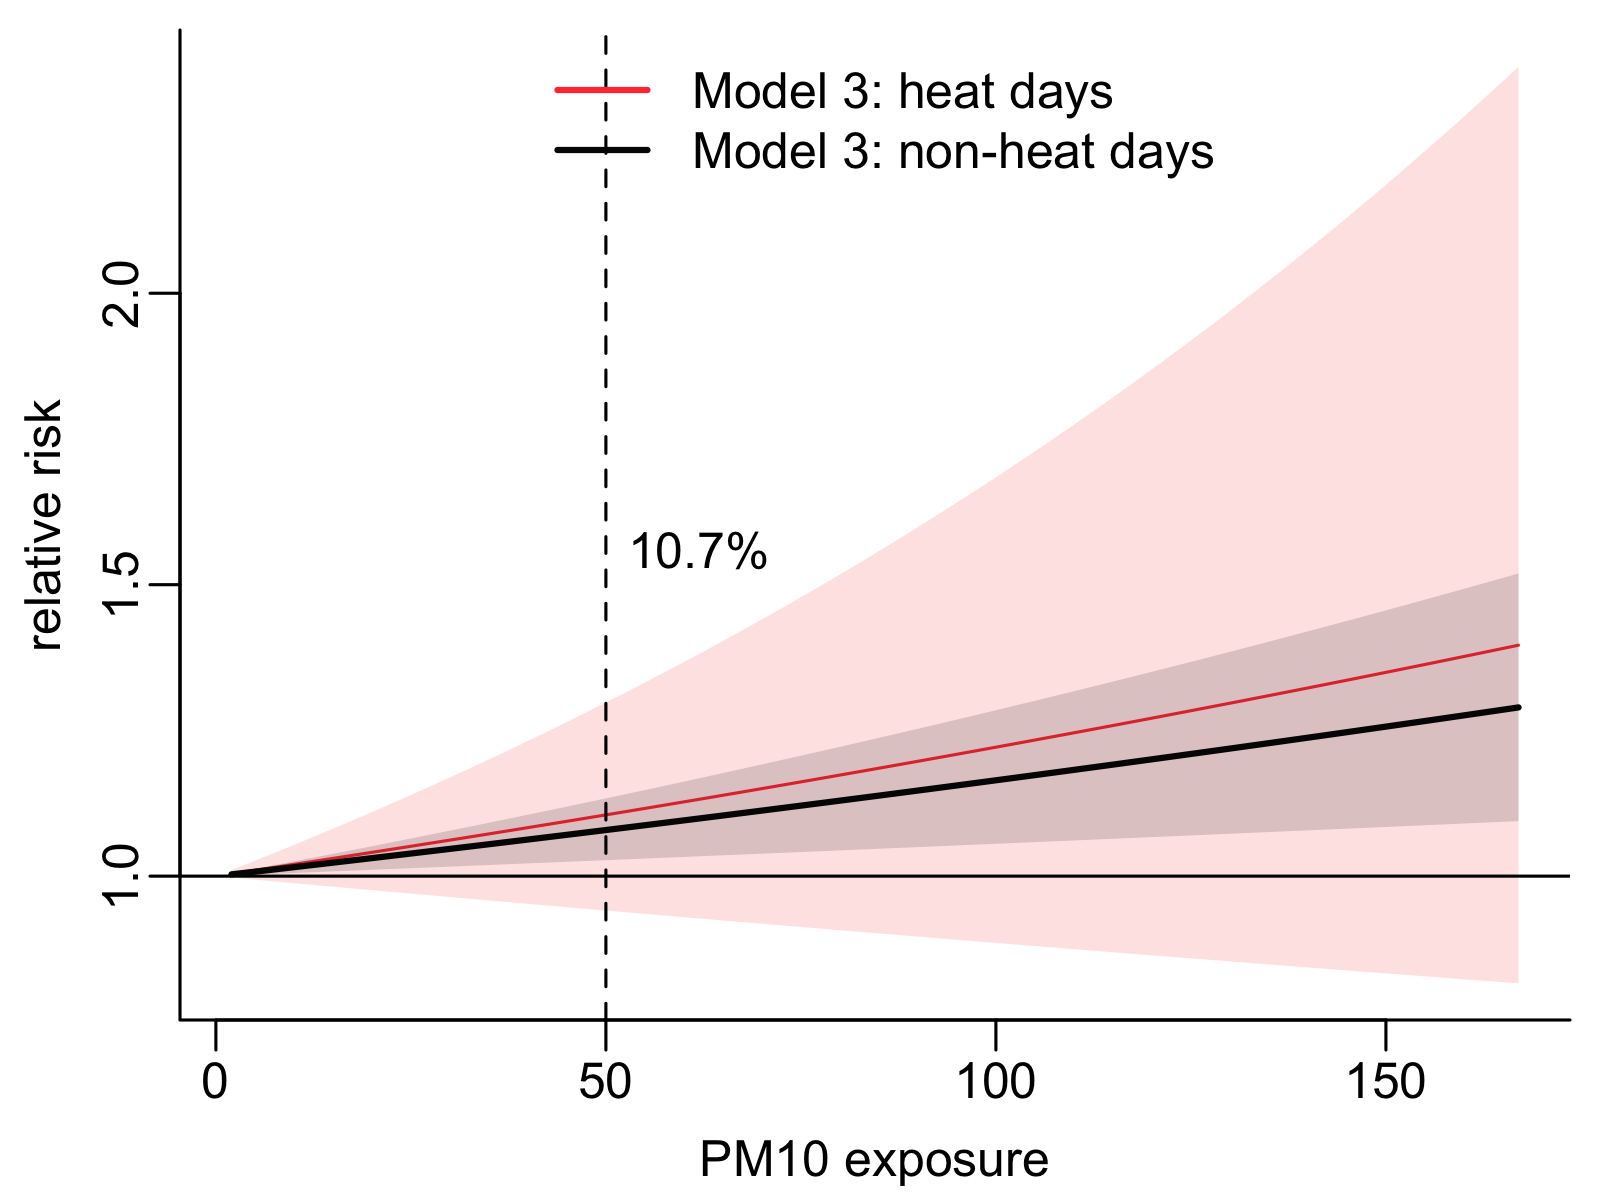 Model 3: heat days
Model 3: non-heat days
relative risk
2.0
1.5
1.0
10.7%
0
50
100
150
PM10 exposure